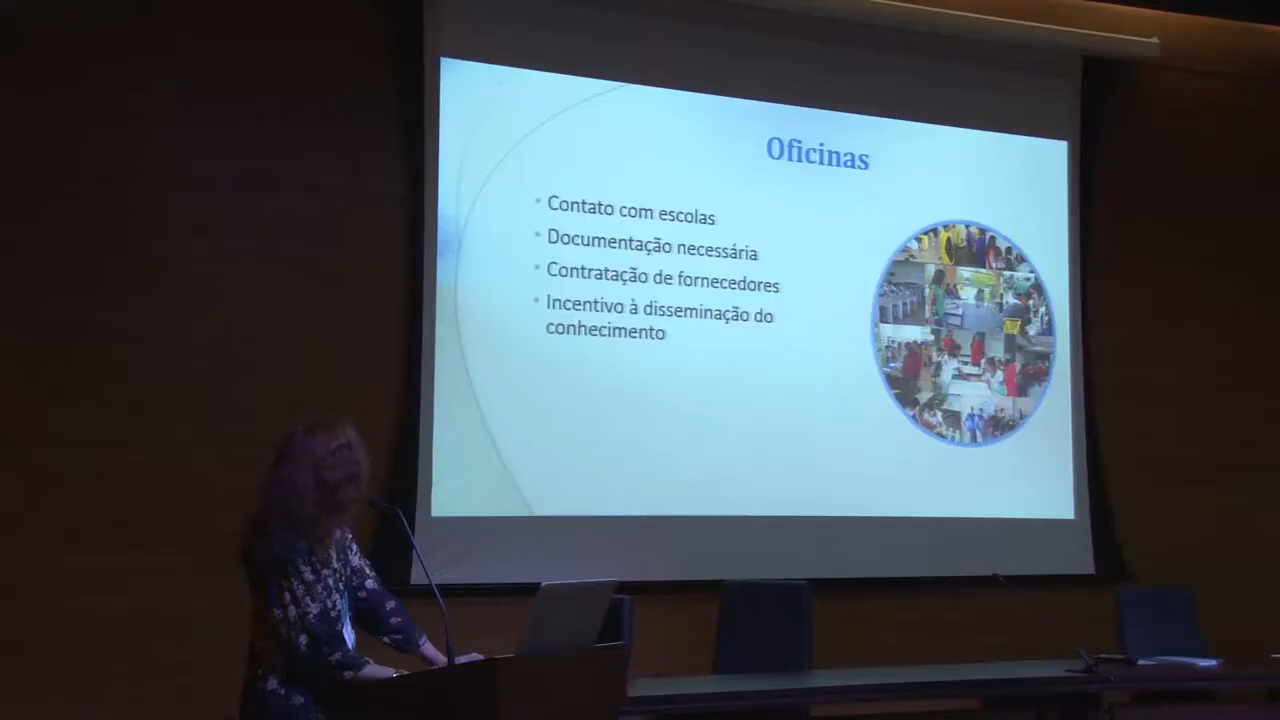 Oficinas
Contato com escolas
Documentação necessária
Contratação de fornecedores
Incentivo à disseminação do
conhecimento